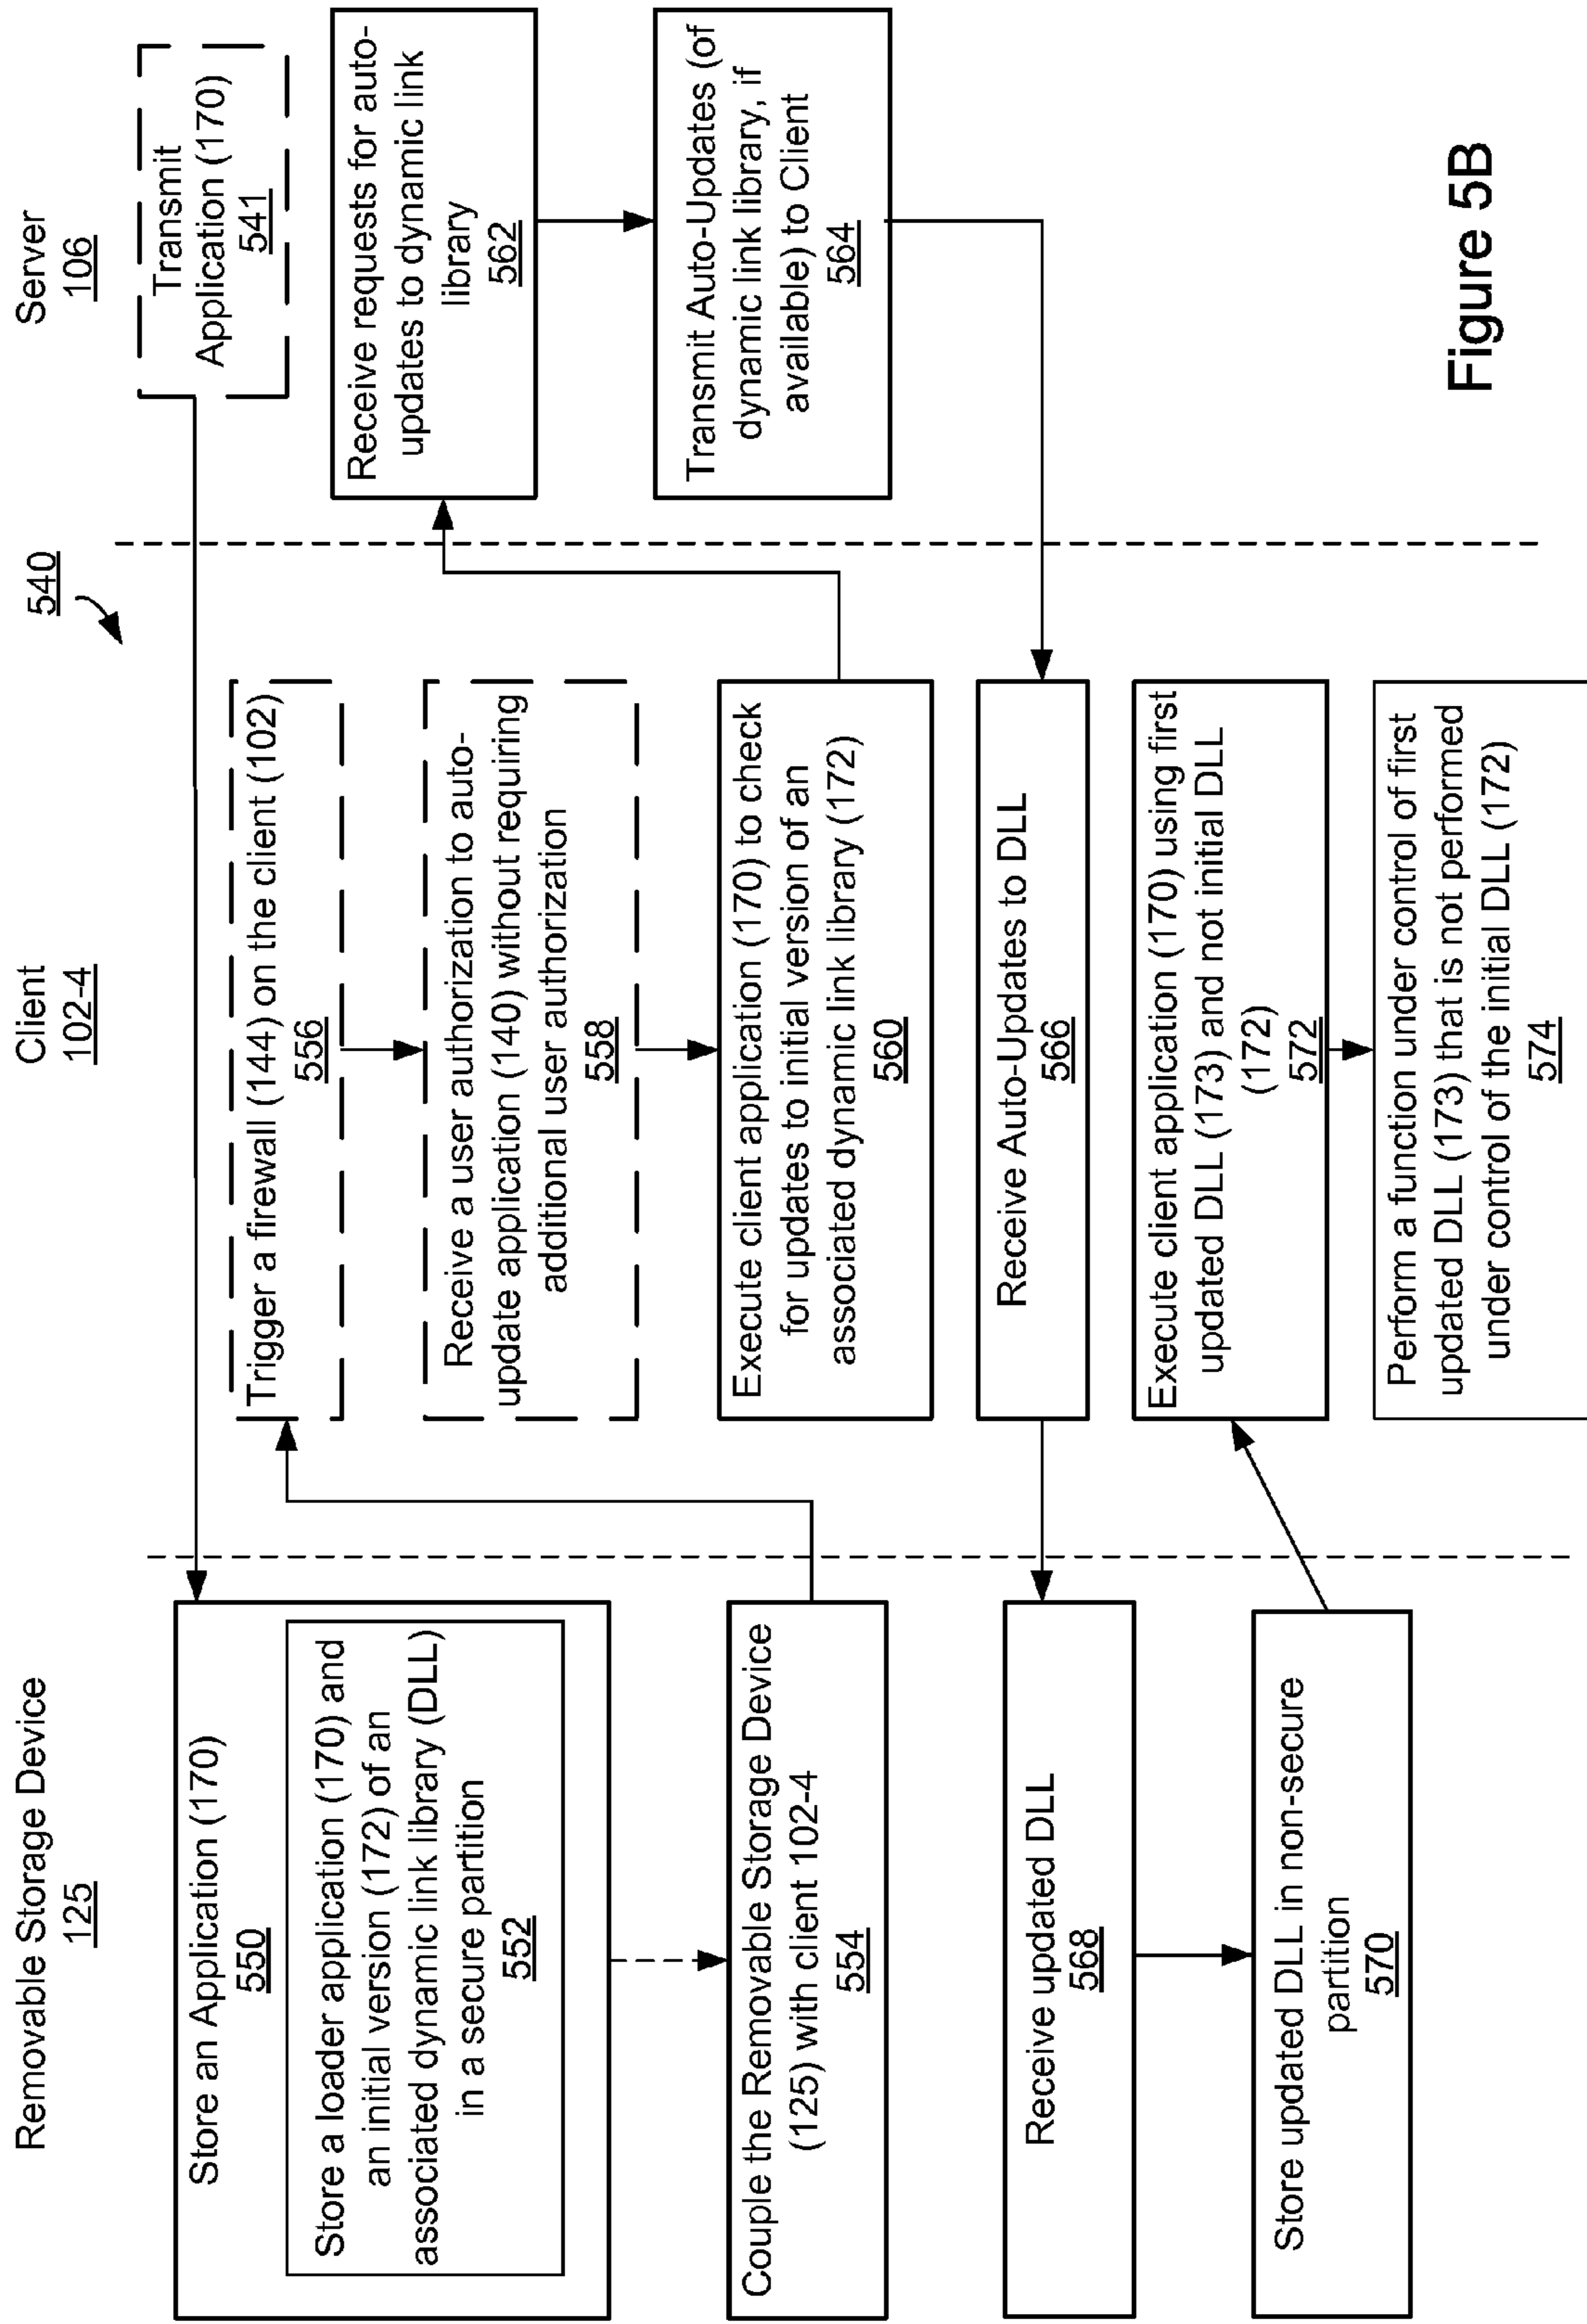 Removable Storage Device
125
Client
102-4
Server
106
540
Store an Application (170)
550
Store a loader application (170) and
an initial version (172) of an
associated dynamic link library (DLL)
in a secure partition
552
Couple the Removable Storage Device
(125) with client 102-4
554
Receive updated DLL
568
Store updated DLL in non-secure
partition
570
Trigger a firewall (144) on the client (102)
556
Receive a user authorization to auto-
update application (140) without requiring
additional user authorization
558
Execute client application (170) to check
for updates to initial version of an
associated dynamic link library (172)
560
Receive Auto-Updates to DLL
566
Execute client application (170) using first
updated DLL (173) and not initial DLL
(172)
572
Perform a function under control of first
updated DLL (173) that is not performed
under control of the initial DLL (172)
574
Transmit
Application (170)
541
Receive requests for auto-
updates to dynamic link
library
562
Transmit Auto-Updates (of
dynamic link library, if
available) to Client
564
Figure 5B